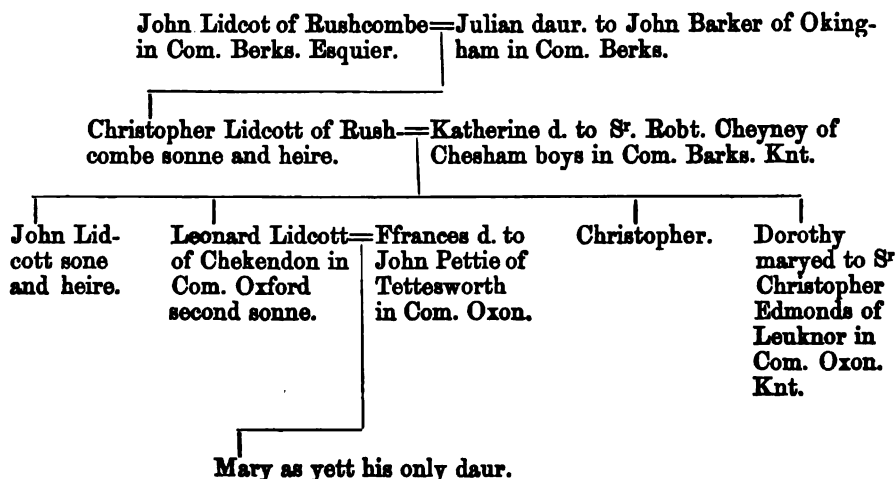 John Lidcot of Rushcombe=Julian daur. to John Barker of Oking-
in Com. Berks. Esquier. ham in Com. Berks.
Christopher Lidcott of Rush-=Katherine d. to Sr. Robt. Cheyney of
combe sonne and heire. Chesham boys in Com. Barks. Knt.
John Lid-
cott sone
and heire.
Leonard Lidcott=Ffrances d. to
of Chekendon in John Pettie of
Com. Oxford Tettesworth
second sonne. in Com. Oxon.
Christopher.
Dorothy
maryed to Sr
Christopher
Edmonds of
Leuknor in
Com. Oxon.
Knt.
Mary as yett his only daur.